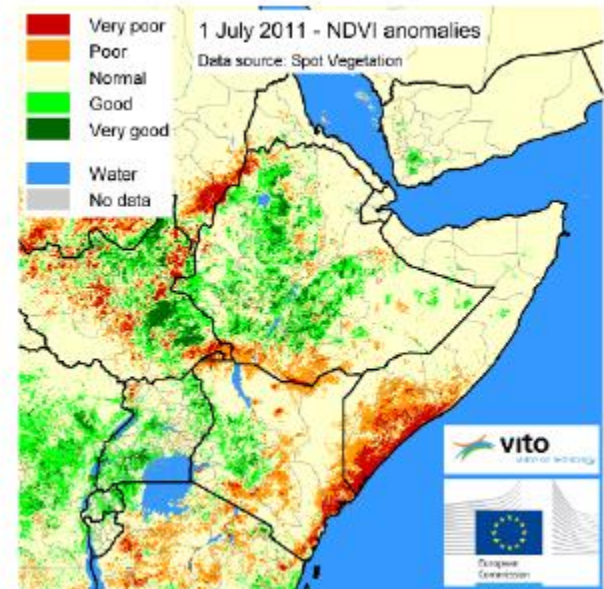 1 July 2011 - NDVI anomalies
Data source: Spot Vegetation
Very poor
Poor
Normal
Good
Very good
Water
No data
vito
European
Commission